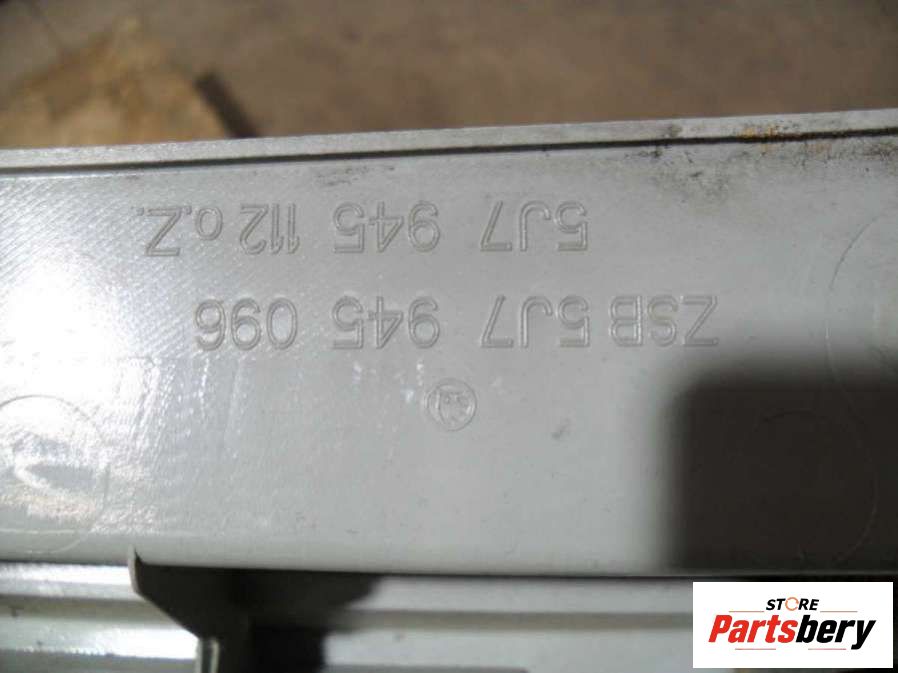 ZSB 5J7 945 096
5J7 945 112 o.Z.
STORE
Partsbery